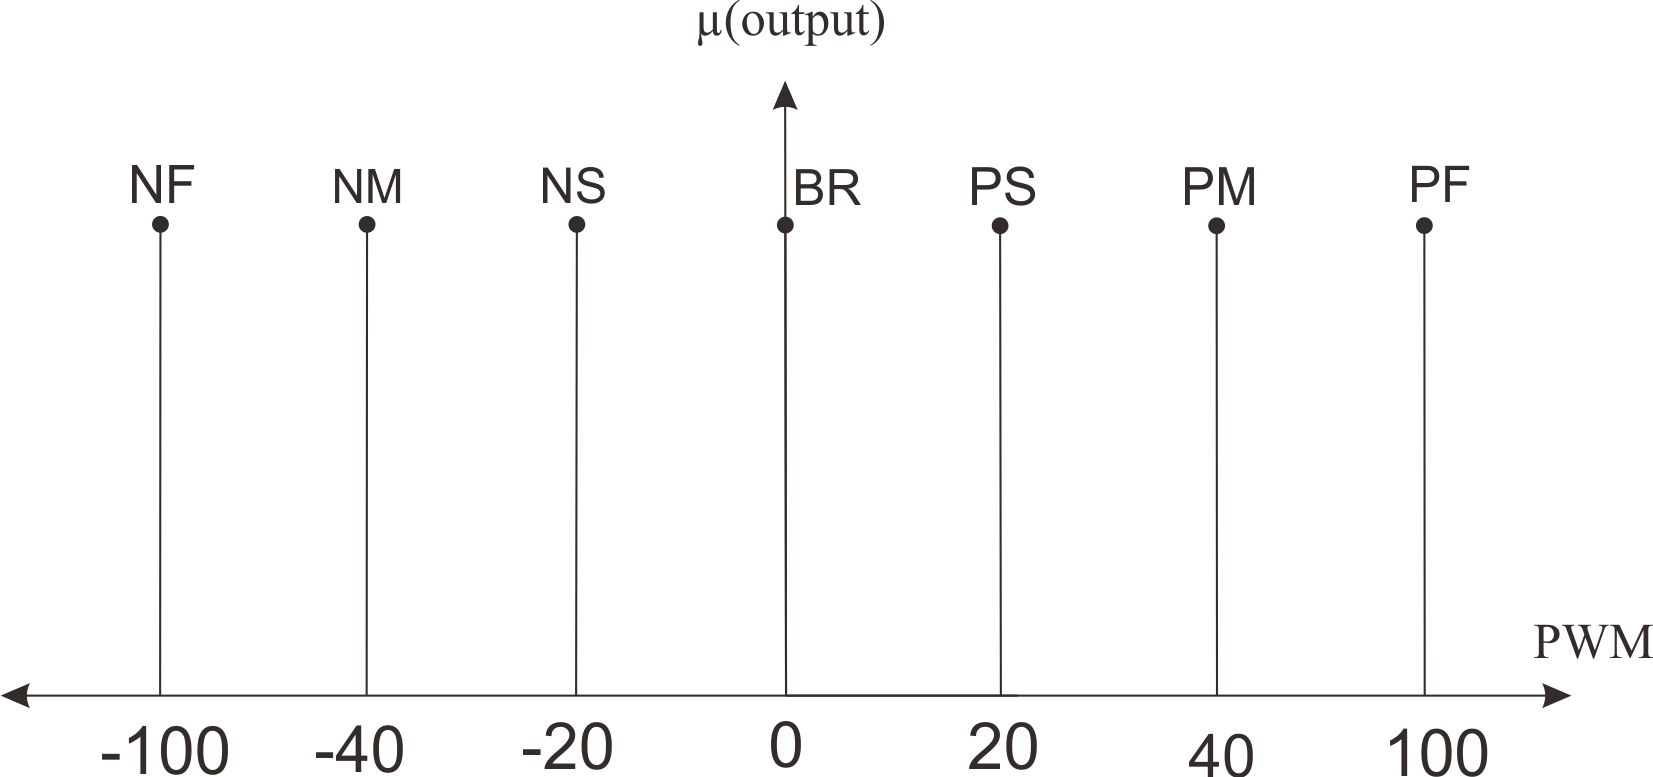 μ(output)
NF NM NS BR PS PM PF
PWM
-100 -40 -20 0 20 40 100